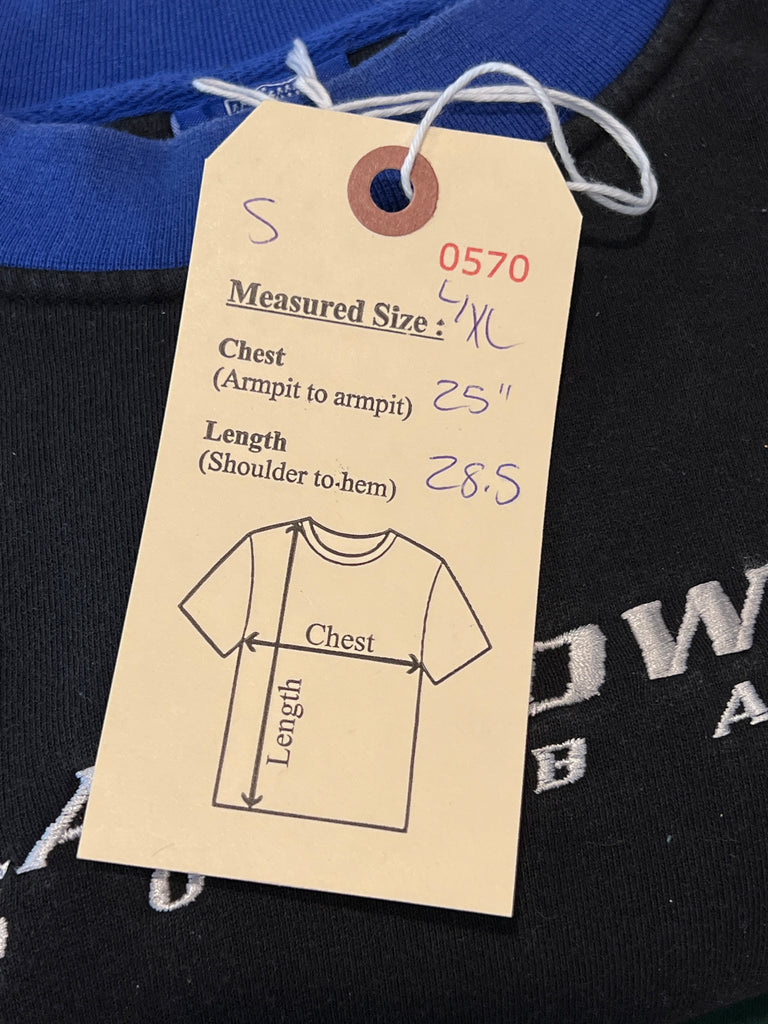 S
0570
Measured Size : L/XL
Chest
(Armpit to armpit) 25"
Length
(Shoulder to hem) 28.5
Chest
Length